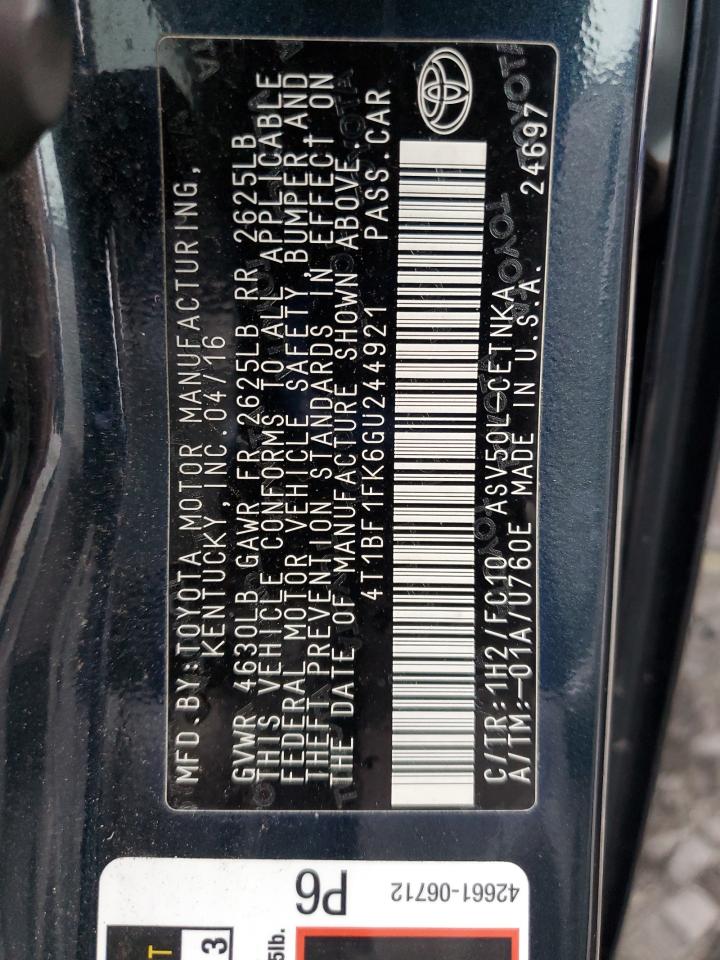 MFD.BY:TOYOTA MOTOR MANUFACTURING,
KENTUCKY, INC. 04/16
GVWR 4630LB GAWR FR 2625LB RR 2625LB
THIS VEHICLE CONFORMS TO ALL APPLICABLE
FEDERAL MOTOR VEHICLE SAFETY, BUMPER AND
THEFT PREVENTION STANDARDS IN EFFECT ON
THE DATE OF MANUFACTURE SHOWN ABOVE.
4T1BF1FK6GU244921 PASS.CAR
C/TR:1H2/FC10 ASV50L-CETNKA
A/TM:-01A/U760E MADE IN U.S.A. 24697
P6
42661-06712
3
5lb.